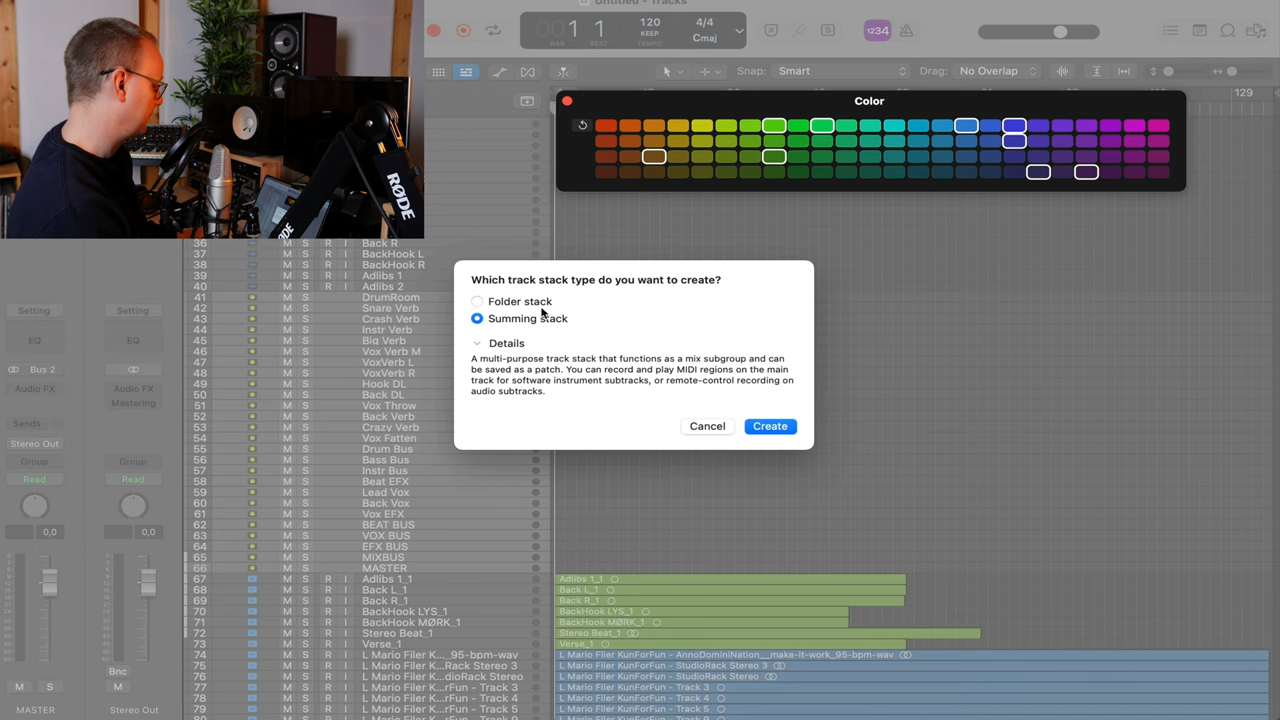 Untitled - Tracks
001 1
BAR BEAT
120
KEEP
TEMPO
4/4
Cmaj
1234
Snap: Smart
Drag: No Overlap
129
Color
RØDE
RØDE
36 M S R I Back R
37 M S R I BackHook L
38 M S R I BackHook R
39 M S R I Adlibs 1
40 M S R I Adlibs 2
41 M S DrumRoom
42 M S Snare Verb
43 M S Crash Verb
44 M S Instr Verb
45 M S Big Verb
46 M S Vox Verb M
47 M S VoxVerb L
48 M S VoxVerb R
49 M S Hook DL
50 M S Back DL
51 M S Vox Throw
52 M S Back Verb
53 M S Crazy Verb
54 M S Vox Fatten
55 M S Drum Bus
56 M S Bass Bus
57 M S Instr Bus
58 M S Beat EFX
59 M S Lead Vox
60 M S Back Vox
61 M S Vox EFX
62 M S BEAT BUS
63 M S VOX BUS
64 M S EFX BUS
65 M S MIXBUS
66 M S MASTER
67 M S R I Adlibs 1_1
68 M S R I Back L_1
69 M S R I Back R_1
70 M S R I BackHook LYS_1
71 M S R I BackHook MØRK_1
72 M S R I Stereo Beat_1
73 M S R I Verse_1
74 M S R I L Mario Filer K..._95-bpm-wav
75 M S R I L Mario Filer K...Rack Stereo 3
76 M S R I L Mario Filer K...dioRack Stereo
77 M S R I L Mario Filer K...rFun - Track 3
78 M S R I L Mario Filer K...rFun - Track 4
79 M S R I L Mario Filer K...rFun - Track 5
Adlibs 1_1
Back L_1
Back R_1
BackHook LYS_1
BackHook MØRK_1
Stereo Beat_1
Verse_1
L Mario Filer KunForFun - AnnoDominiNation__make-it-work_95-bpm-wav
L Mario Filer KunForFun - StudioRack Stereo 3
L Mario Filer KunForFun - StudioRack Stereo
L Mario Filer KunForFun - Track 3
L Mario Filer KunForFun - Track 4
L Mario Filer KunForFun - Track 5
Which track stack type do you want to create?
Folder stack
Summing stack
Details
A multi-purpose track stack that functions as a mix subgroup and can
be saved as a patch. You can record and play MIDI regions on the main
track for software instrument subtracks, or remote-control recording on
audio subtracks.
Cancel
Create
Setting
EQ
Bus 2
Audio FX
Sends
Stereo Out
Group
Read
0,0
M S
MASTER
Setting
EQ
Audio FX
Mastering
Group
Read
0,0
Bnc
M
Stereo Out